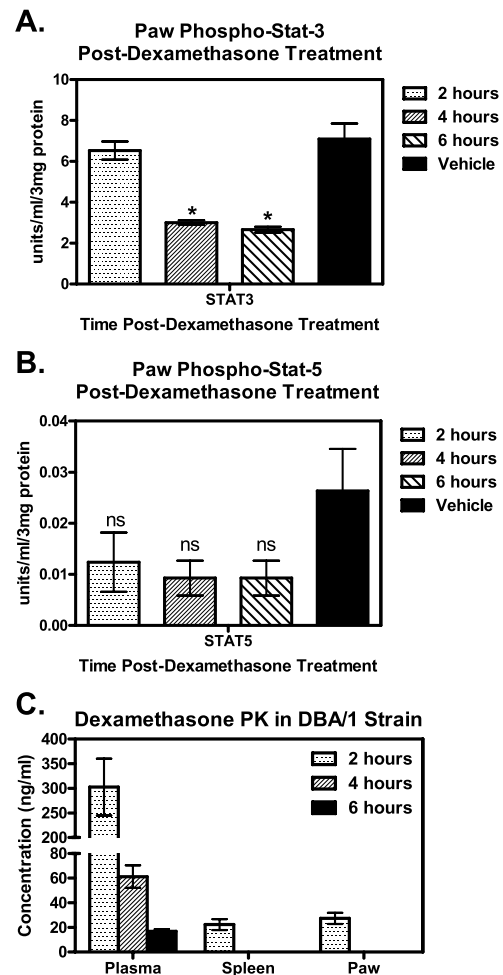 A.
Paw Phospho-Stat-3
Post-Dexamethasone Treatment
units/ml/3mg protein
10
8
6
4
2
0
*
*
STAT3
Time Post-Dexamethasone Treatment
2 hours
4 hours
6 hours
Vehicle
B.
Paw Phospho-Stat-5
Post-Dexamethasone Treatment
units/ml/3mg protein
0.04
0.03
0.02
0.01
0.00
ns
ns
ns
STAT5
Time Post-Dexamethasone Treatment
2 hours
4 hours
6 hours
Vehicle
C.
Dexamethasone PK in DBA/1 Strain
Concentration (ng/ml)
400
350
300
250
200
80
60
40
20
0
2 hours
4 hours
6 hours
Plasma
Spleen
Paw